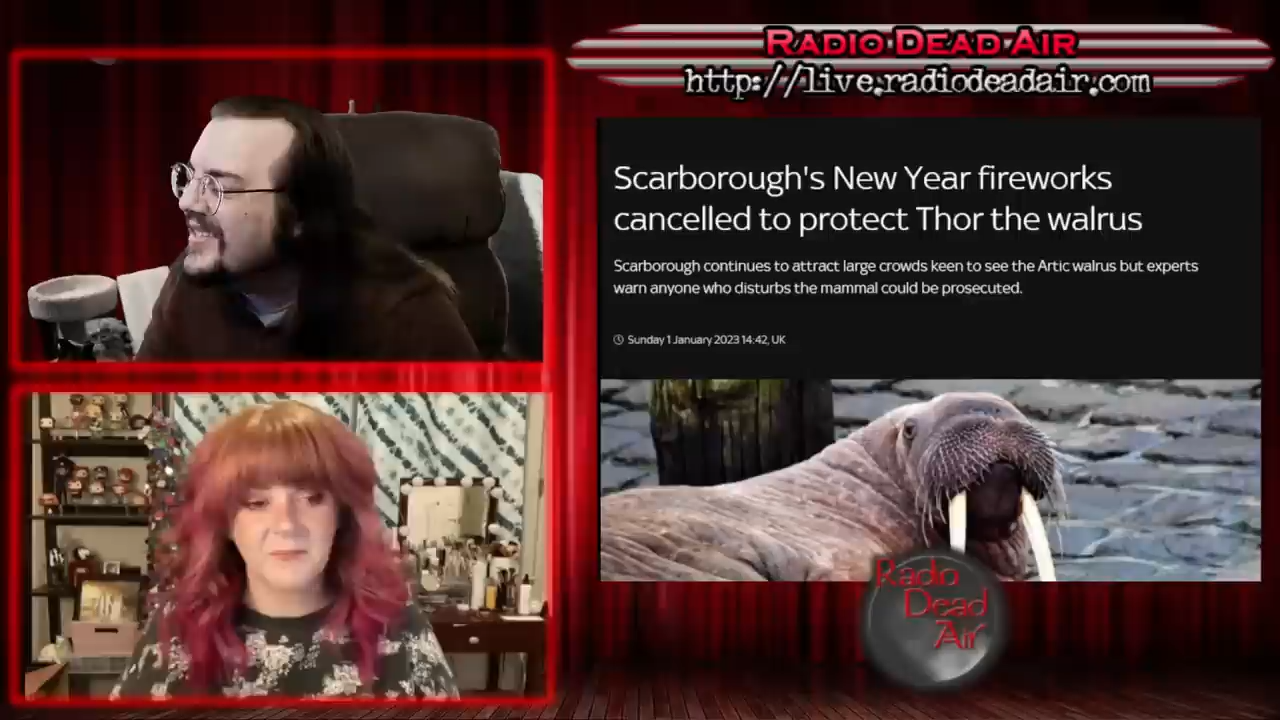 Radio Dead Air
http://live.radiodeadair.com
Scarborough's New Year fireworks
cancelled to protect Thor the walrus
Scarborough continues to attract large crowds keen to see the Artic walrus but experts
warn anyone who disturbs the mammal could be prosecuted.
Sunday 1 January 2023 14:42, UK
Radio
Dead
Air